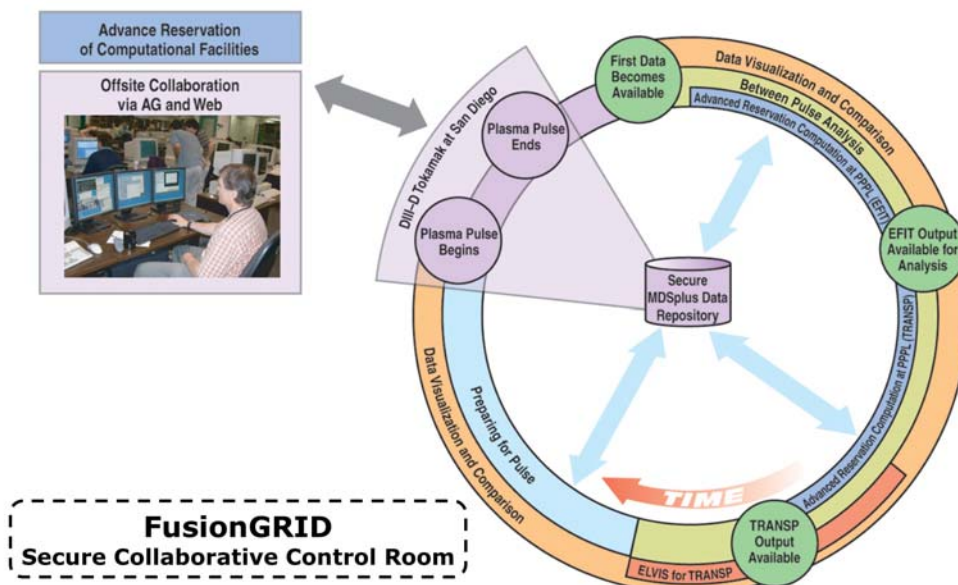 Advance Reservation
of Computational Facilities
Offsite Collaboration
via AG and Web
DIII–D Tokamak at San Diego
Plasma Pulse
Begins
Plasma Pulse
Ends
First Data
Becomes
Available
Data Visualization and Comparison
Between Pulse Analysis
Advanced Reservation Computation at PPPL (EFIT)
EFIT Output
Available for
Analysis
Secure
MDSplus Data
Repository
Advanced Reservation Computation at PPPL (TRANSP)
TRANSP
Output
Available
ELVIS for TRANSP
TIME
Preparing for Pulse
Data Visualization and Comparison
FusionGRID
Secure Collaborative Control Room